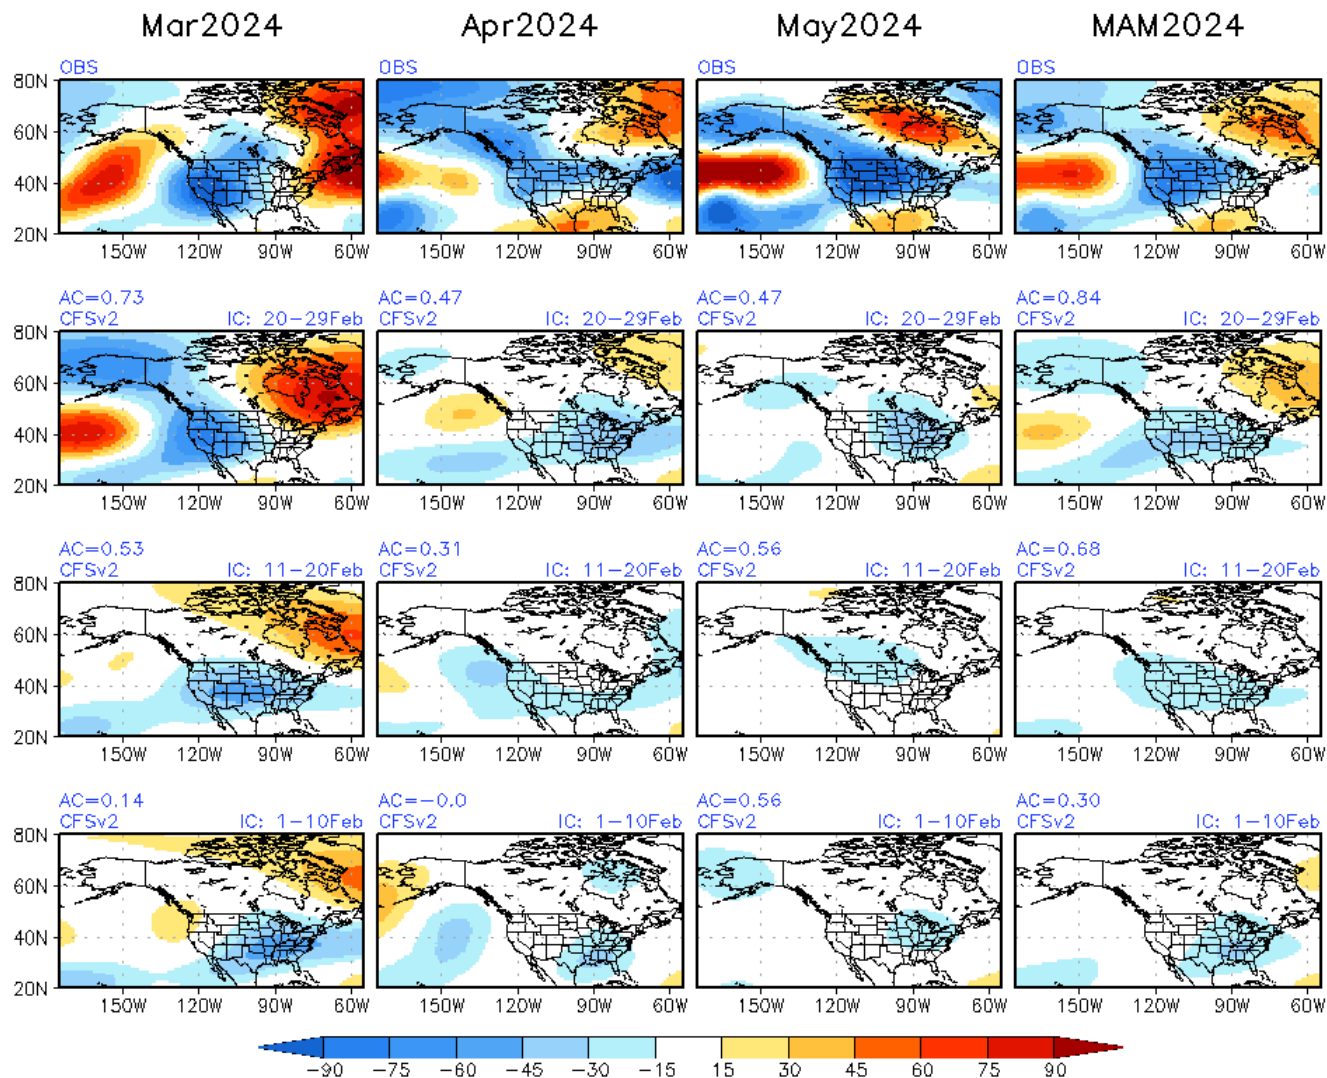 Mar2024 Apr2024 May2024 MAM2024
OBS OBS OBS OBS
80N
60N
40N
20N
150W 120W 90W 60W 150W 120W 90W 60W 150W 120W 90W 60W 150W 120W 90W 60W
AC=0.73 AC=0.47 AC=0.47 AC=0.84
CFSv2 IC: 20-29Feb CFSv2 IC: 20-29Feb CFSv2 IC: 20-29Feb CFSv2 IC: 20-29Feb
80N
60N
40N
20N
150W 120W 90W 60W 150W 120W 90W 60W 150W 120W 90W 60W 150W 120W 90W 60W
AC=0.53 AC=0.31 AC=0.56 AC=0.68
CFSv2 IC: 11-20Feb CFSv2 IC: 11-20Feb CFSv2 IC: 11-20Feb CFSv2 IC: 11-20Feb
80N
60N
40N
20N
150W 120W 90W 60W 150W 120W 90W 60W 150W 120W 90W 60W 150W 120W 90W 60W
AC=0.14 AC=-0.0 AC=0.56 AC=0.30
CFSv2 IC: 1-10Feb CFSv2 IC: 1-10Feb CFSv2 IC: 1-10Feb CFSv2 IC: 1-10Feb
80N
60N
40N
20N
150W 120W 90W 60W 150W 120W 90W 60W 150W 120W 90W 60W 150W 120W 90W 60W
-90 -75 -60 -45 -30 -15 15 30 45 60 75 90